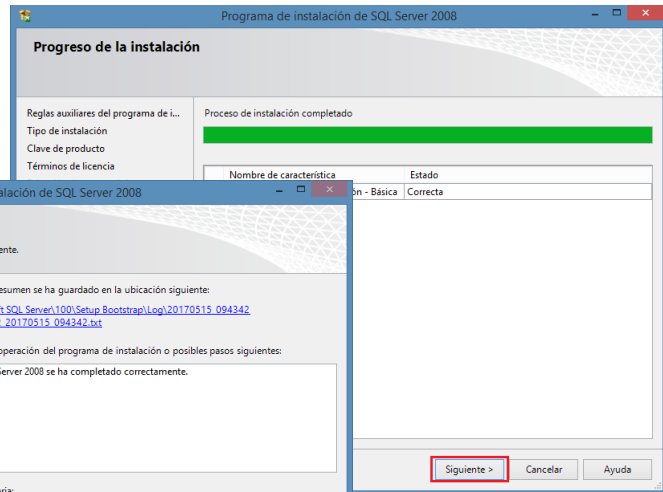 Programa de instalación de SQL Server 2008
Progreso de la instalación
Reglas auxiliares del programa de i...
Tipo de instalación
Clave de producto
Términos de licencia
Proceso de instalación completado
Nombre de característica Estado
ón - Básica Correcta
Siguiente > Cancelar Ayuda
alación de SQL Server 2008
ente.
esumen se ha guardado en la ubicación siguiente:
ft SQL Server\100\Setup Bootstrap\Log\20170515_094342
_20170515_094342.txt
operación del programa de instalación o posibles pasos siguientes:
Server 2008 se ha completado correctamente.
aria: